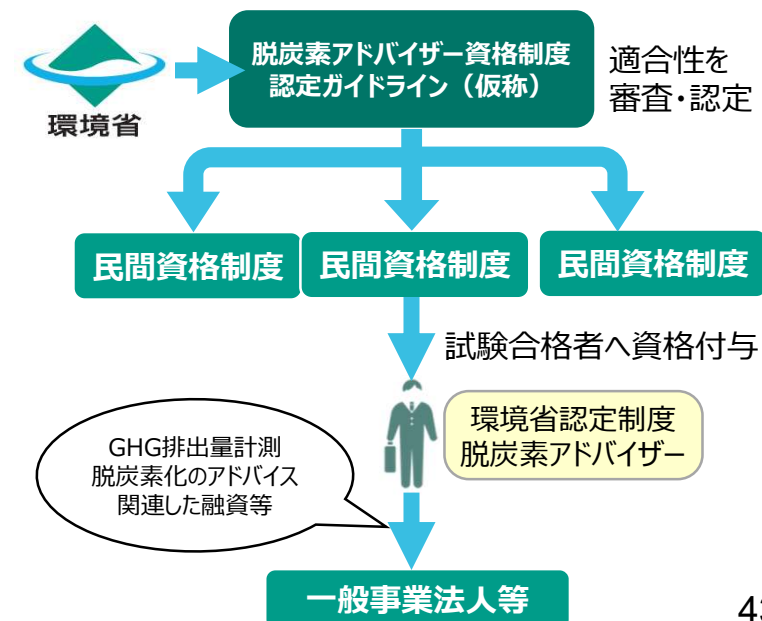 環境省
脱炭素アドバイザー資格制度
認定ガイドライン（仮称）
適合性を
審査・認定
民間資格制度
民間資格制度
民間資格制度
試験合格者へ資格付与
環境省認定制度
脱炭素アドバイザー
GHG排出量計測
脱炭素化のアドバイス
関連した融資等
一般事業法人等
43